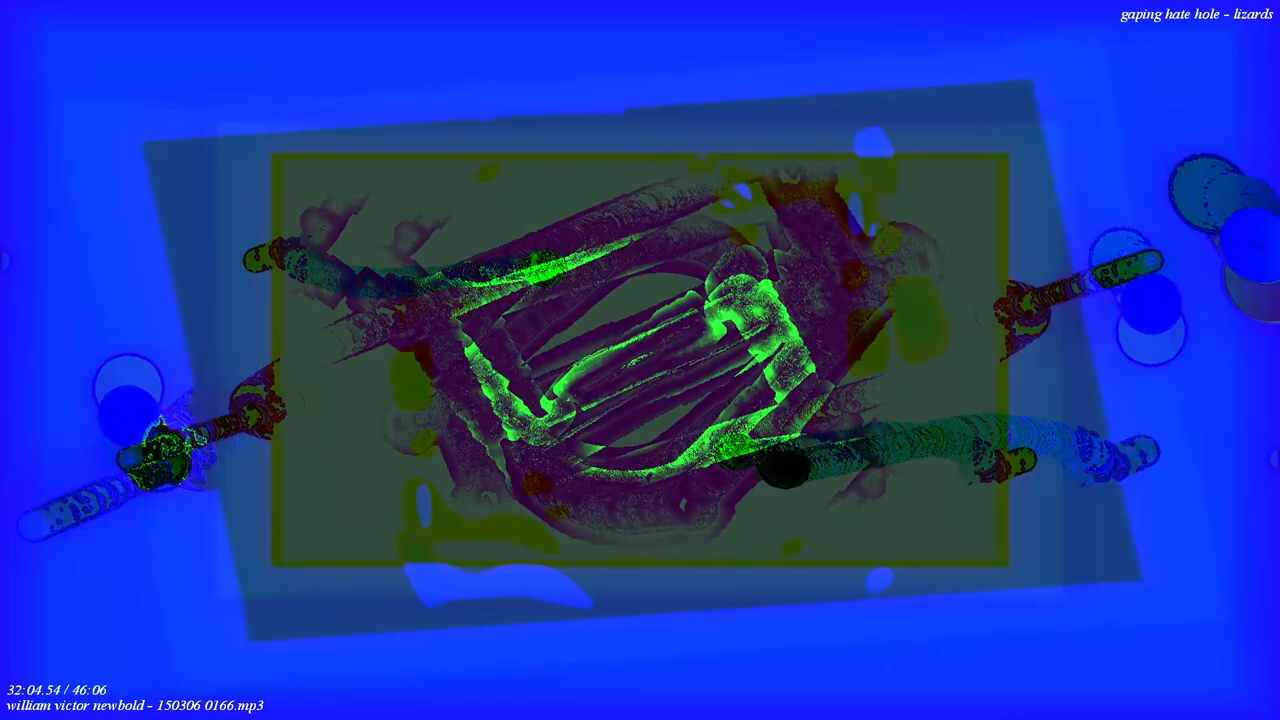 gaping hate hole - lizards
32:04.54 / 46:06
william victor newbold - 150306 0166.mp3